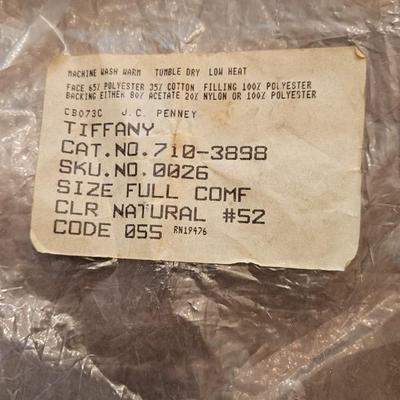 MACHINE WASH WARM TUMBLE DRY LOW HEAT
FACE 65% POLYESTER 35% COTTON FILLING 100% POLYESTER
BACKING EITHER 80% ACETATE 20% NYLON OR 100% POLYESTER
CB073C J.C. PENNEY
TIFFANY
CAT.NO.710-3898
SKU.NO.0026
SIZE FULL COMF
CLR NATURAL #52
CODE 055 RN19476